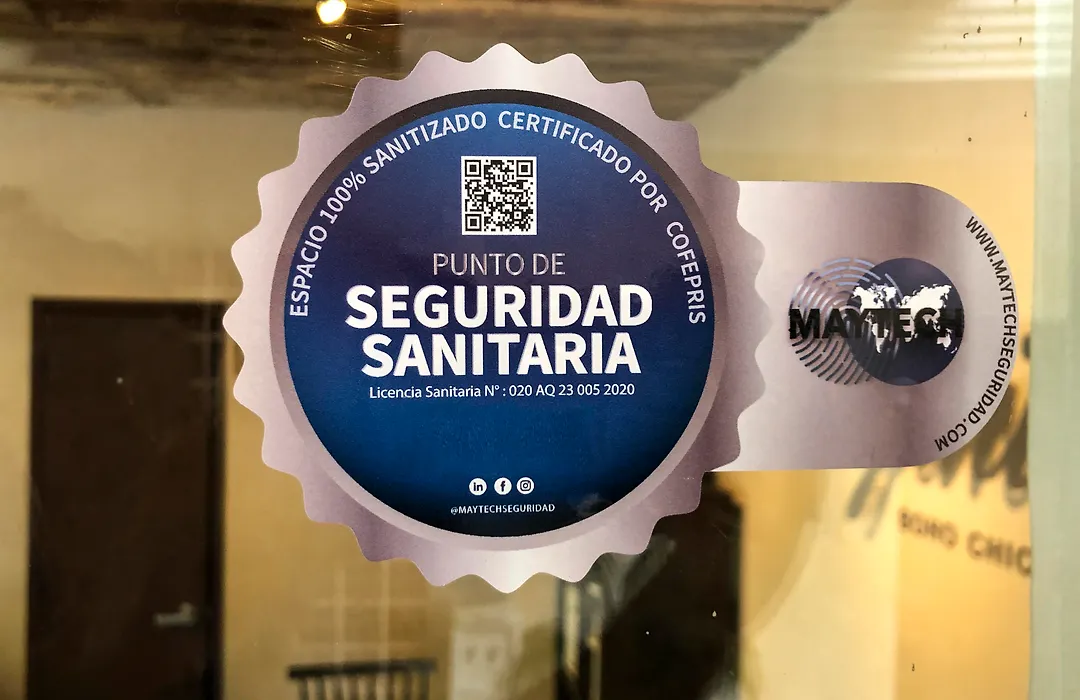 ESPACIO 100% SANITIZADO CERTIFICADO POR COFEPRIS
PUNTO DE
SEGURIDAD
SANITARIA
Licencia Sanitaria N° : 020 AQ 23 005 2020
in f
@MAYTECHSEGURIDAD
MAYTECH
WWW.MAYTECHSEGURIDAD.COM
BOHO CHIC